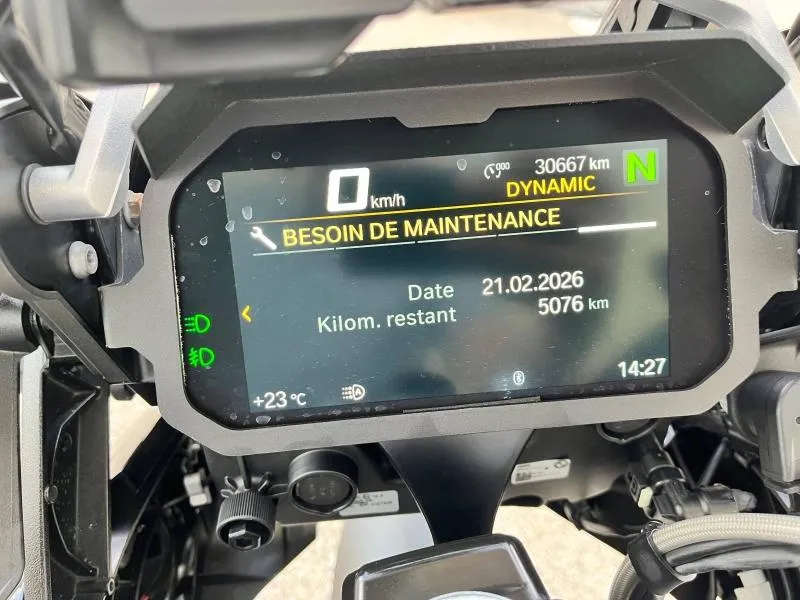 000 30667 km
0 km/h DYNAMIC N
BESOIN DE MAINTENANCE
Date 21.02.2026
Kilom. restant 5076 km
+23 °C A 14:27